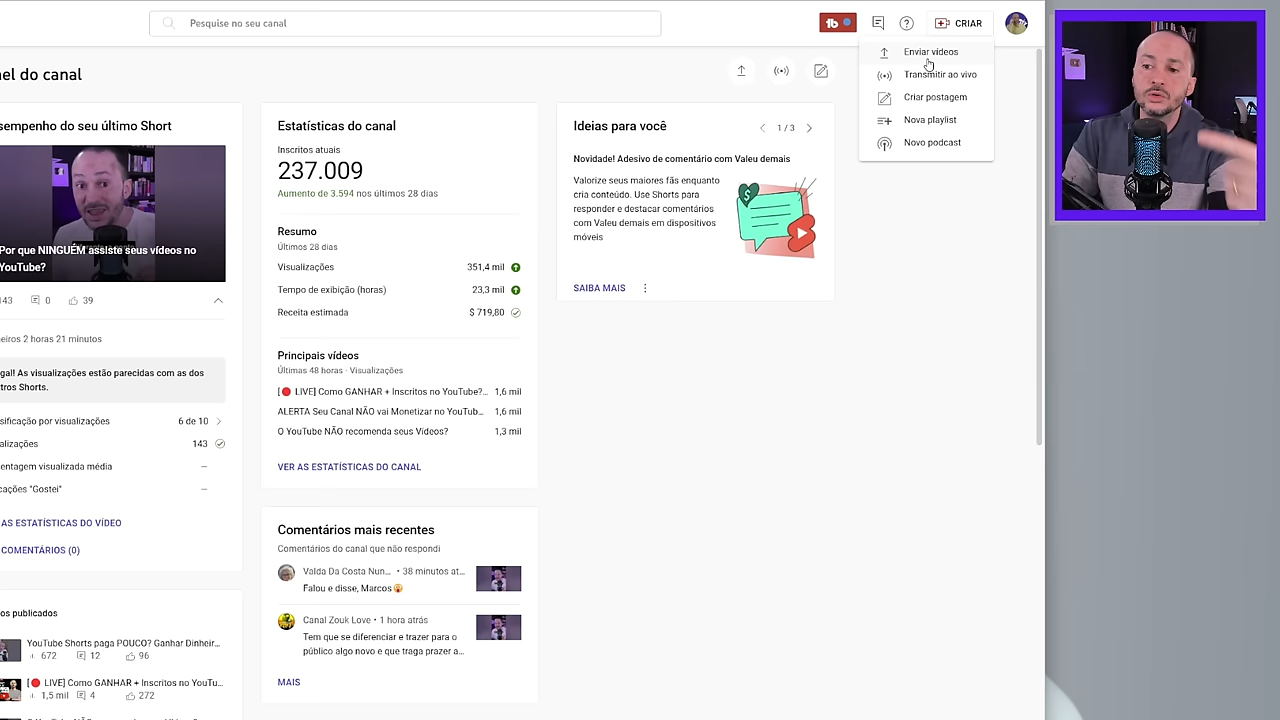 Pesquise no seu canal
CRIAR
Enviar vídeos
Transmitir ao vivo
Criar postagem
Nova playlist
Novo podcast
el do canal
sempenho do seu último Short
Por que NINGUÉM assiste seus vídeos no
YouTube?
143
0
39
eiros 2 horas 21 minutos
gal! As visualizações estão parecidas com as dos
tros Shorts.
sificação por visualizações
6 de 10
alizações
143
entagem visualizada média
—
cações "Gostei"
—
AS ESTATÍSTICAS DO VÍDEO
COMENTÁRIOS (0)
os publicados
YouTube Shorts paga POUCO? Ganhar Dinheir...
672
12
96
[🔴 LIVE] Como GANHAR + Inscritos no YouTu...
1,5 mil
4
272
Estatísticas do canal
Inscritos atuais
237.009
Aumento de 3.594 nos últimos 28 dias
Resumo
Últimos 28 dias
Visualizações
351,4 mil
Tempo de exibição (horas)
23,3 mil
Receita estimada
$ 719,80
Principais vídeos
Últimas 48 horas · Visualizações
[🔴 LIVE] Como GANHAR + Inscritos no YouTube?...
1,6 mil
ALERTA Seu Canal NÃO vai Monetizar no YouTub...
1,6 mil
O YouTube NÃO recomenda seus Vídeos?
1,3 mil
VER AS ESTATÍSTICAS DO CANAL
Comentários mais recentes
Comentários do canal que não respondi
Valda Da Costa Nun... • 38 minutos at...
Falou e disse, Marcos😱
Canal Zouk Love • 1 hora atrás
Tem que se diferenciar e trazer para o
público algo novo e que traga prazer a...
MAIS
Ideias para você
1 / 3
Novidade! Adesivo de comentário com Valeu demais
Valorize seus maiores fãs enquanto
cria conteúdo. Use Shorts para
responder e destacar comentários
com Valeu demais em dispositivos
móveis
SAIBA MAIS